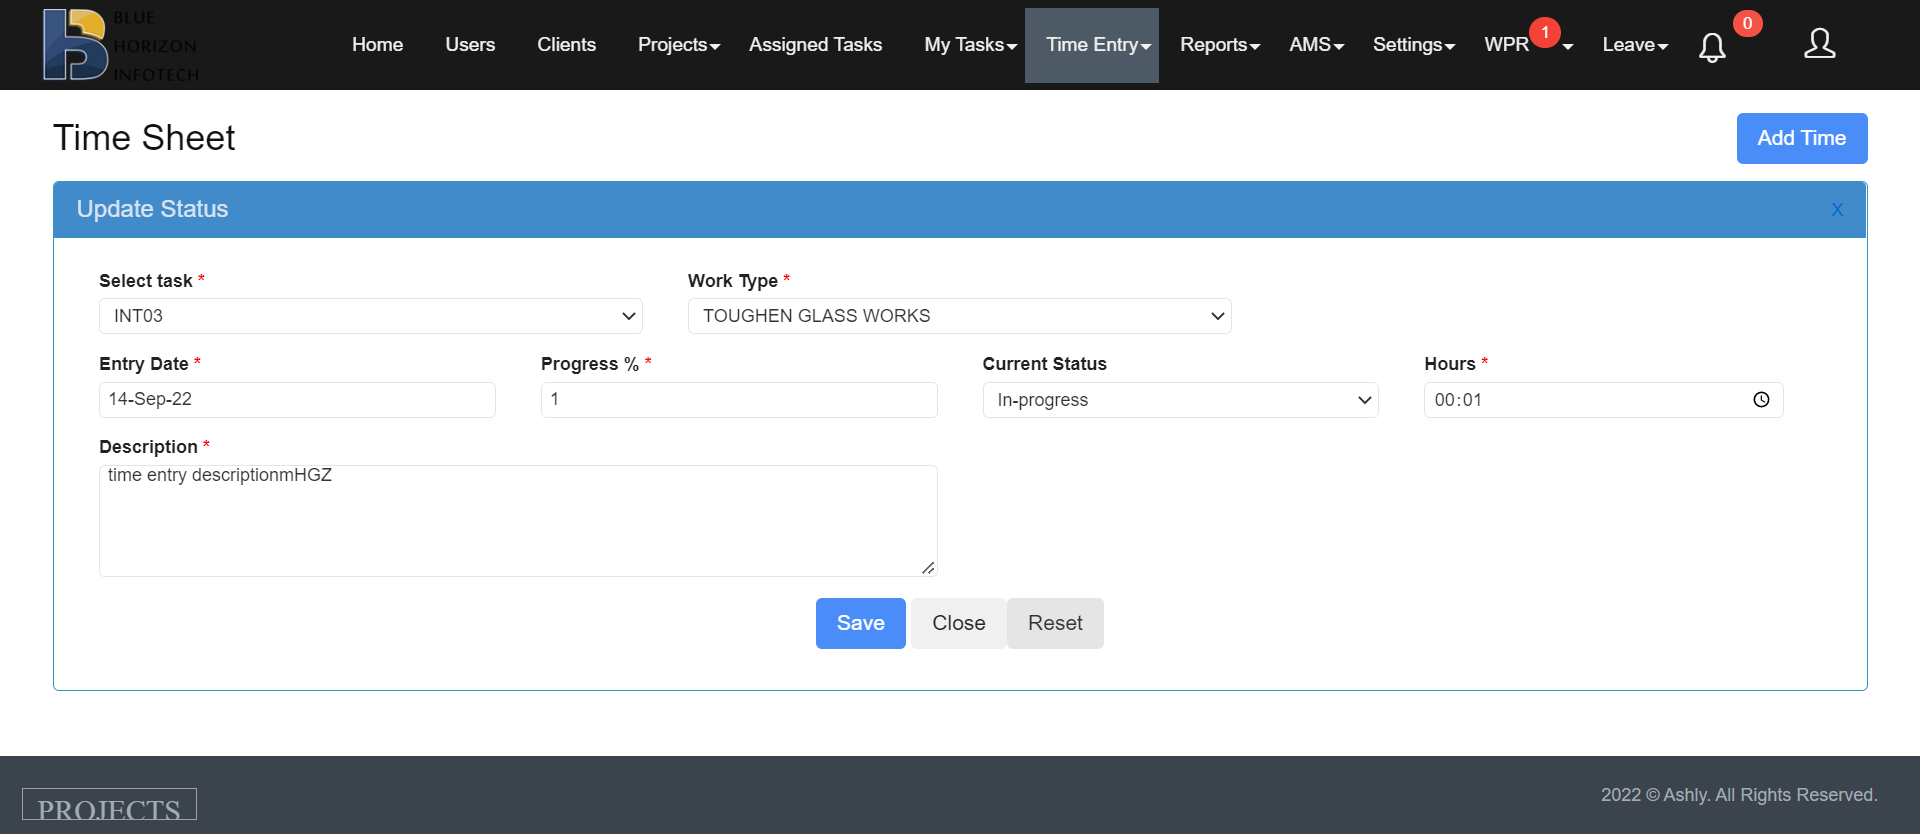 BLUE
HORIZON
INFOTECH
Home Users Clients Projects Assigned Tasks My Tasks Time Entry Reports AMS Settings WPR 1 Leave 0
Time Sheet
Add Time
Update Status
X
Select task * Work Type *
INT03 TOUGHEN GLASS WORKS
Entry Date * Progress % * Current Status Hours *
14-Sep-22 1 In-progress 00:01
Description *
time entry descriptionmHGZ
Save Close Reset
2022 © Ashly. All Rights Reserved.
PROJECTS